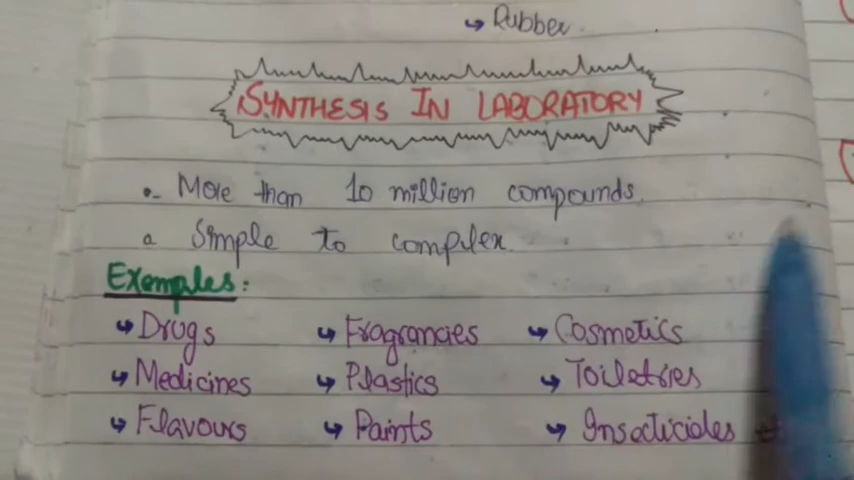 ↪ Rubber
SYNTHESIS IN LABORATORY
•- More than 10 million compounds.
▫ Simple to complex.
Examples:
↪ Drugs ↪ Fragrancies ↪ Cosmetics
↪ Medicines ↪ Plastics ↪ Toiletries
↪ Flavours ↪ Paints ↪ Insecticides